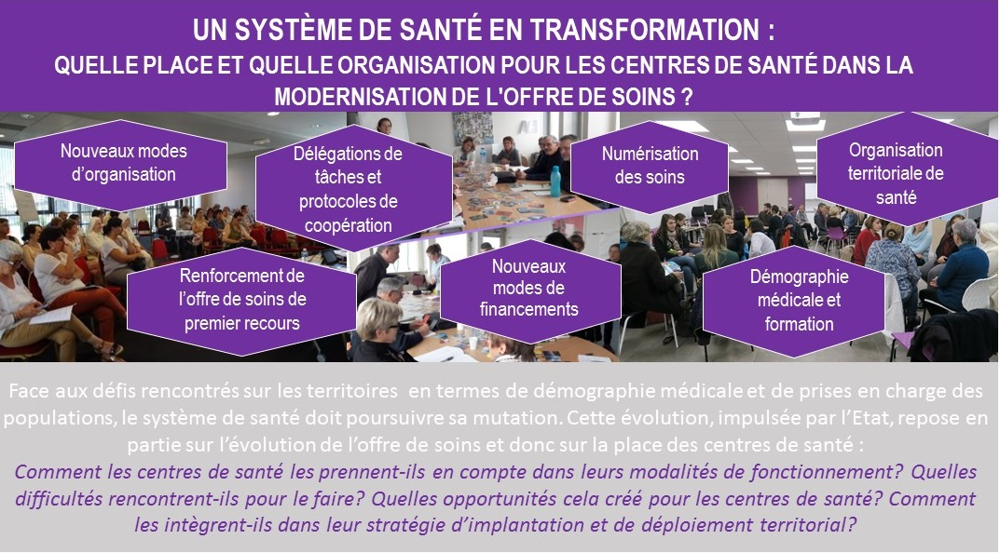 UN SYSTÈME DE SANTÉ EN TRANSFORMATION :
QUELLE PLACE ET QUELLE ORGANISATION POUR LES CENTRES DE SANTÉ DANS LA
MODERNISATION DE L'OFFRE DE SOINS ?
Nouveaux modes
d'organisation
Délégations de
tâches et
protocoles de
coopération
Numérisation
des soins
Organisation
territoriale de
santé
Renforcement de
l'offre de soins de
premier recours
Nouveaux
modes de
financements
Démographie
médicale et
formation
Face aux défis rencontrés sur les territoires en termes de démographie médicale et de prises en charge des
populations, le système de santé doit poursuivre sa mutation. Cette évolution, impulsée par l'Etat, repose en
partie sur l'évolution de l'offre de soins et donc sur la place des centres de santé :
Comment les centres de santé les prennent-ils en compte dans leurs modalités de fonctionnement? Quelles
difficultés rencontrent-ils pour le faire? Quelles opportunités cela créé pour les centres de santé? Comment
les intègrent-ils dans leur stratégie d'implantation et de déploiement territorial?